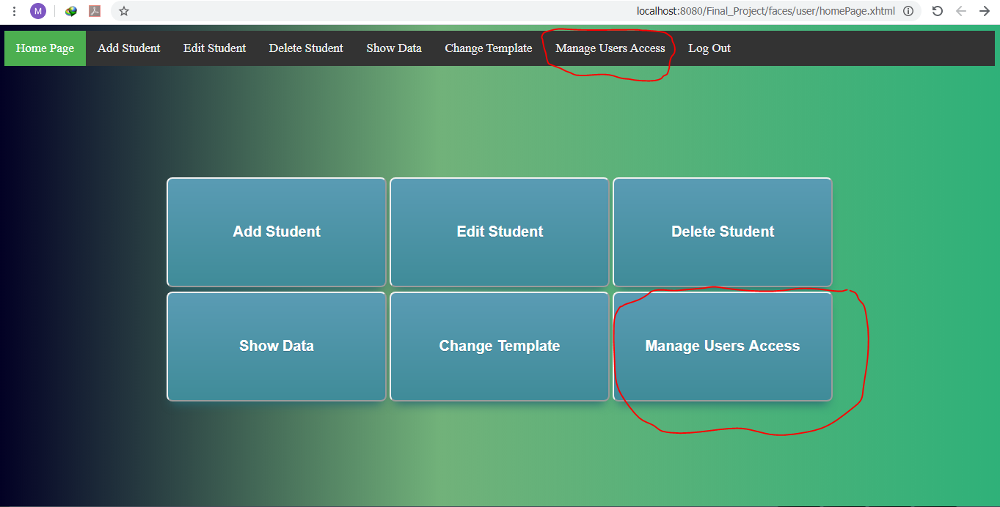 M
localhost:8080/Final_Project/faces/user/homePage.xhtml
Home Page Add Student Edit Student Delete Student Show Data Change Template Manage Users Access Log Out
Add Student Edit Student Delete Student
Show Data Change Template Manage Users Access